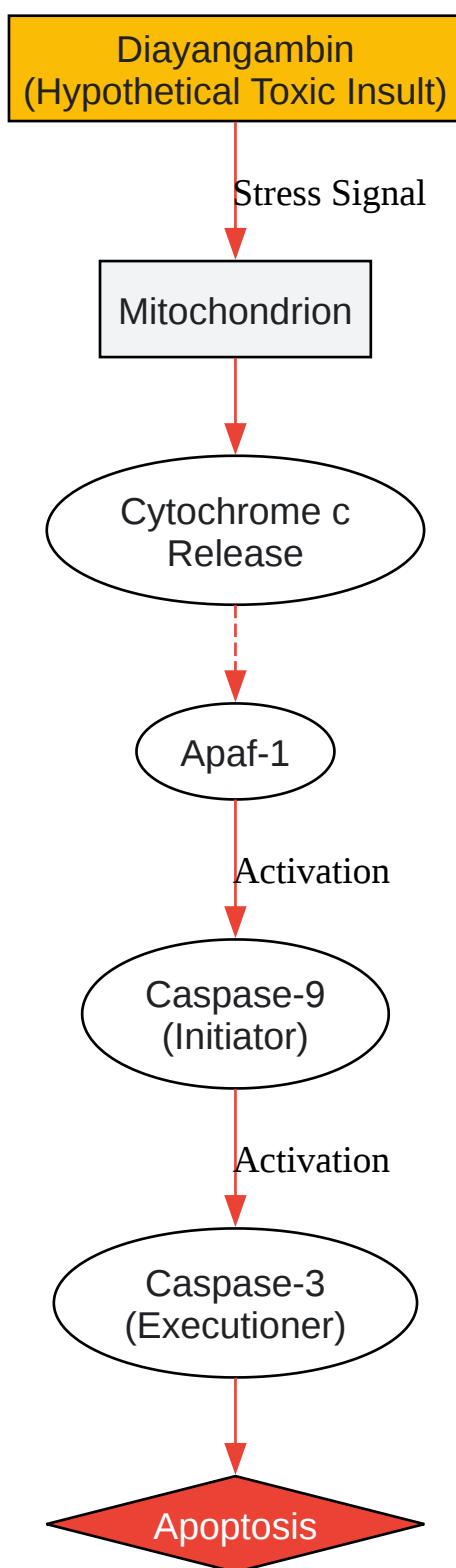 Diayangambin
(Hypothetical Toxic Insult)
Stress Signal
Mitochondrion
Cytochrome c
Release
Apaf-1
Activation
Caspase-9
(Initiator)
Activation
Caspase-3
(Executioner)
Apoptosis